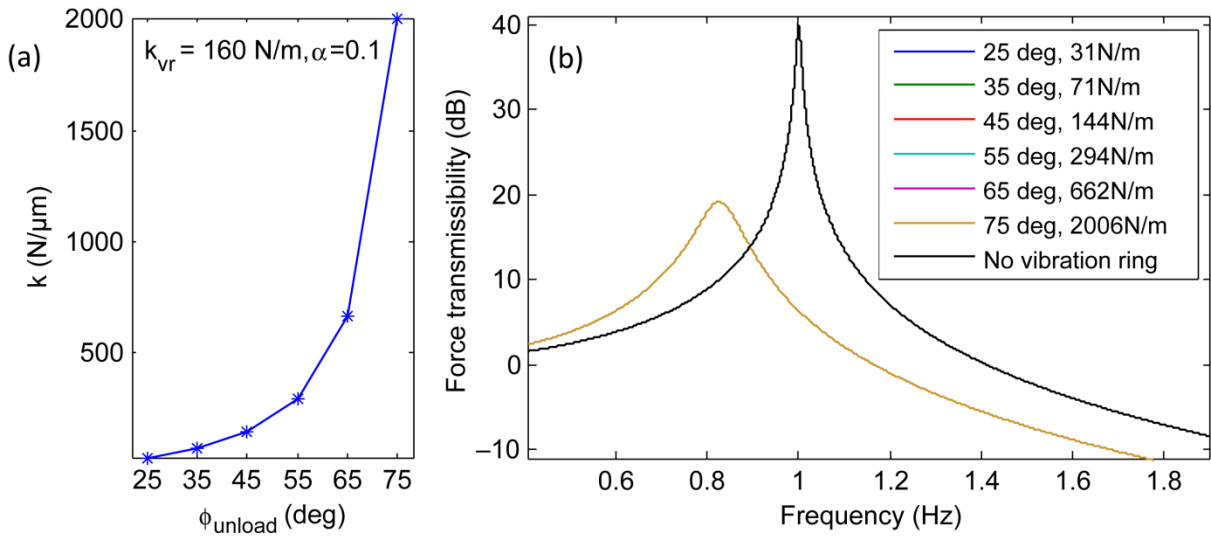 (a)
k_vr = 160 N/m, α=0.1
2000
1500
1000
500
k (N/µm)
25 35 45 55 65 75
ϕ_unload (deg)
(b)
40
30
20
10
0
–10
Force transmissibility (dB)
0.6 0.8 1 1.2 1.4 1.6 1.8
Frequency (Hz)
25 deg, 31N/m
35 deg, 71N/m
45 deg, 144N/m
55 deg, 294N/m
65 deg, 662N/m
75 deg, 2006N/m
No vibration ring